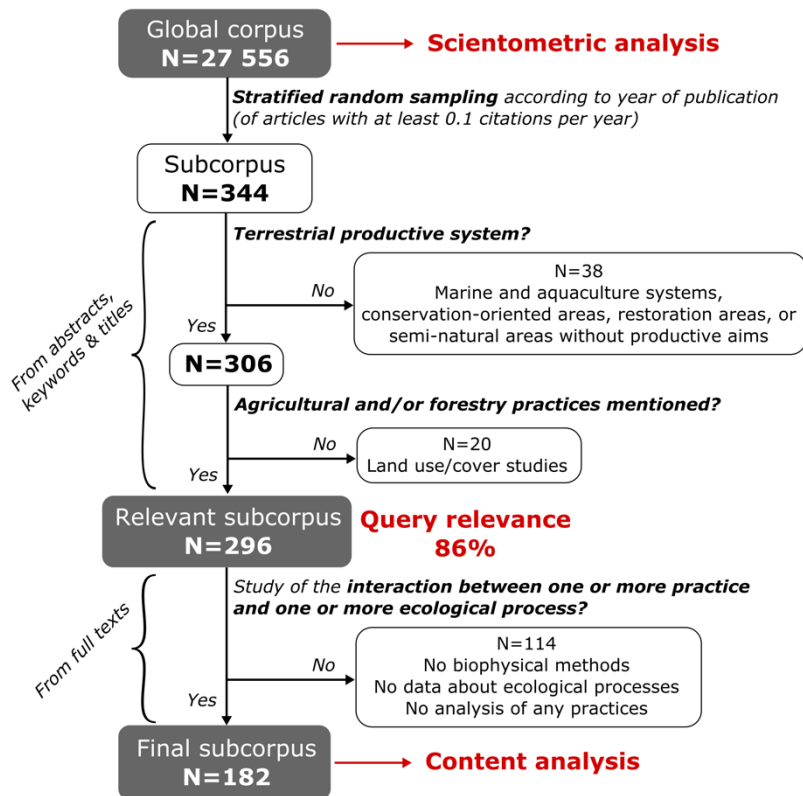 Global corpus
N=27 556
Scientometric analysis
Stratified random sampling according to year of publication
(of articles with at least 0.1 citations per year)
Subcorpus
N=344
From abstracts,
keywords & titles
Terrestrial productive system?
No
N=38
Marine and aquaculture systems,
conservation-oriented areas, restoration areas, or
semi-natural areas without productive aims
Yes
N=306
Agricultural and/or forestry practices mentioned?
No
N=20
Land use/cover studies
Yes
Relevant subcorpus
N=296
Query relevance
86%
From full texts
Study of the interaction between one or more practice
and one or more ecological process?
No
N=114
No biophysical methods
No data about ecological processes
No analysis of any practices
Yes
Final subcorpus
N=182
Content analysis